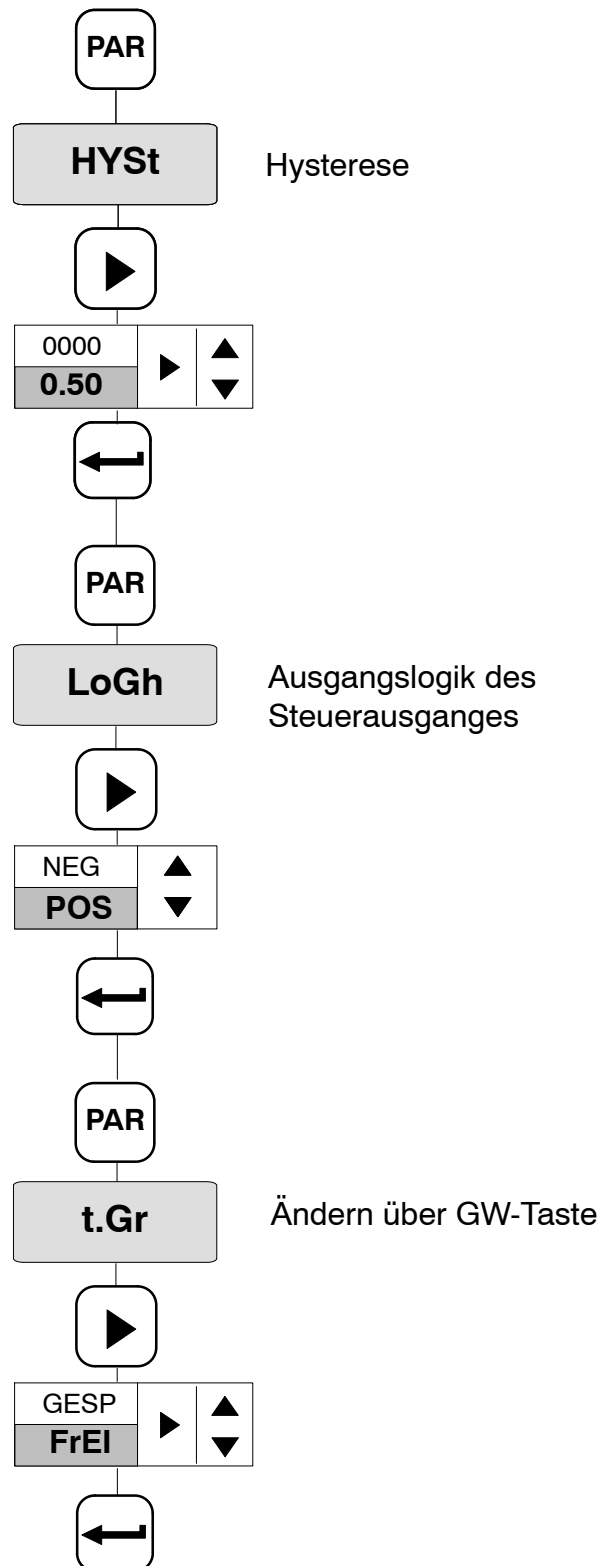 PAR
HYSt
Hysterese
0000
0.50
PAR
LoGh
Ausgangslogik des
Steuerausganges
NEG
POS
PAR
t.Gr
Ändern über GW-Taste
GESP
FrEI